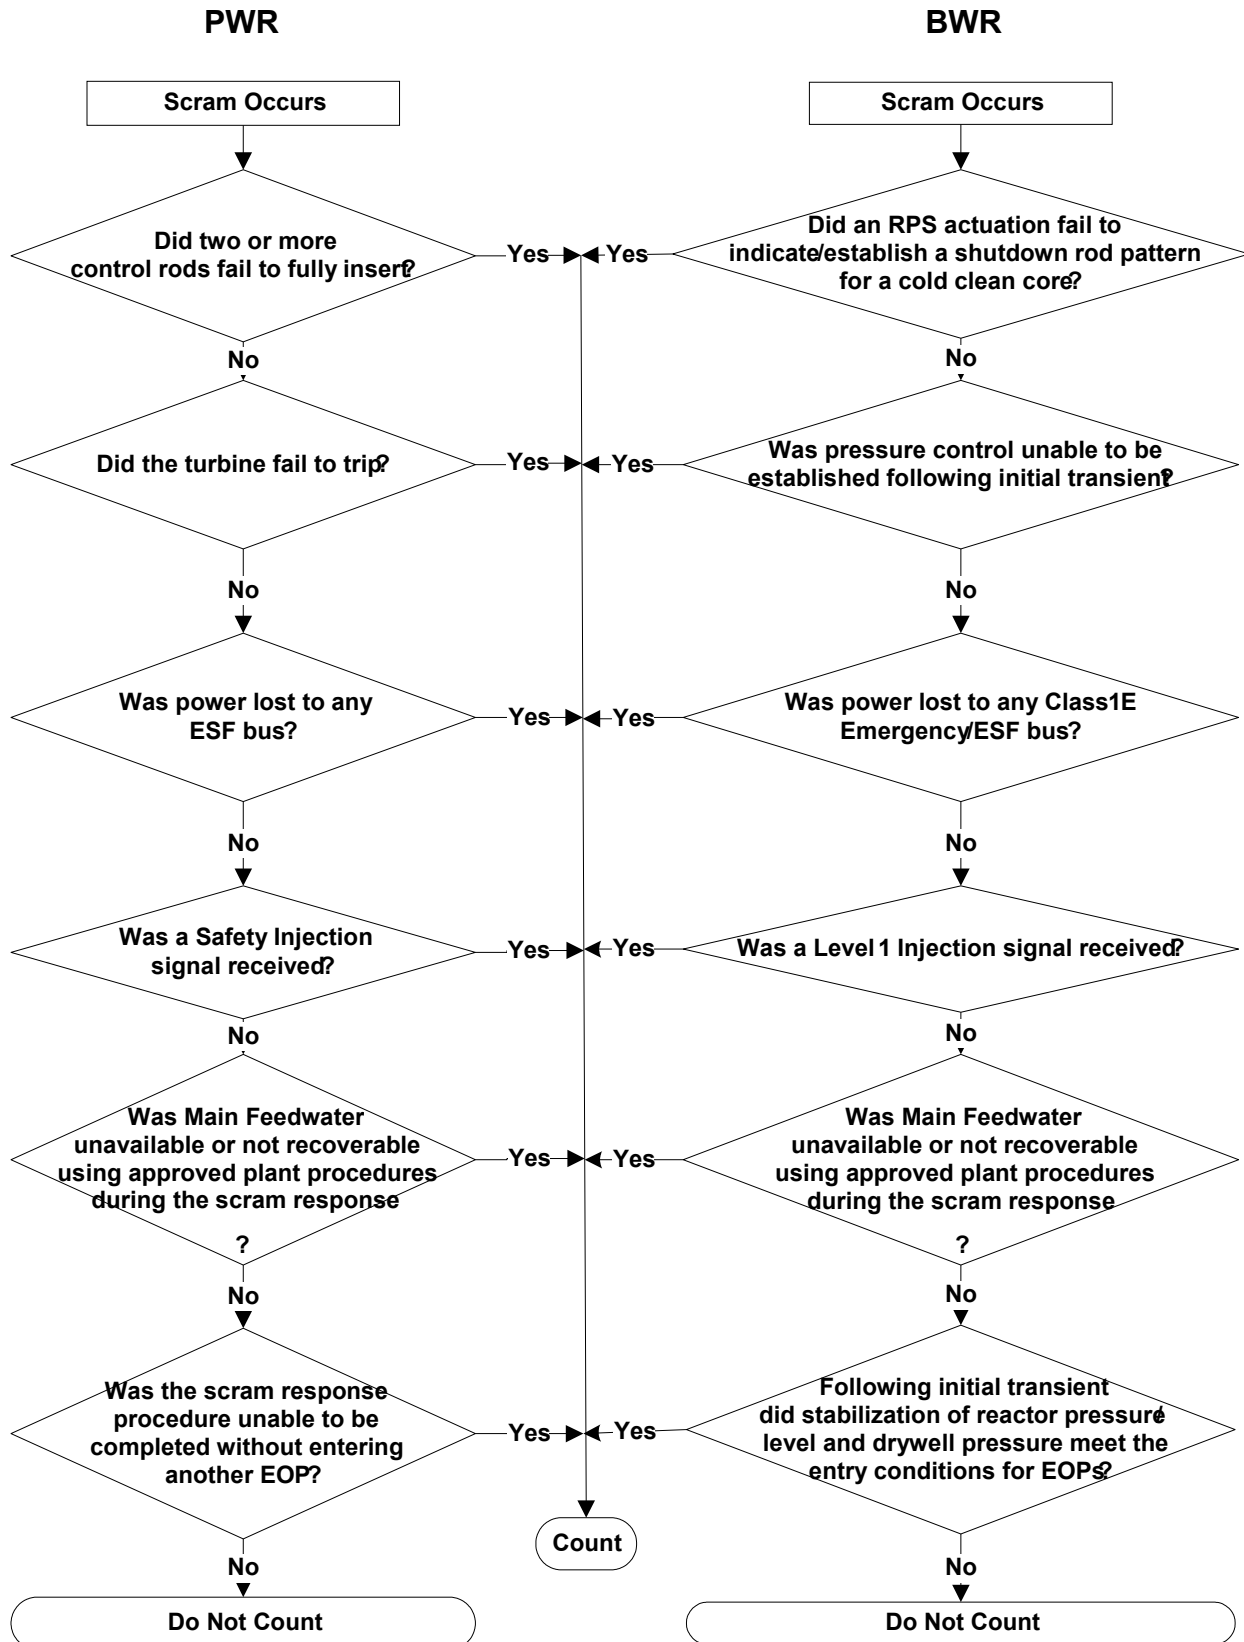 PWR
BWR
Scram Occurs
Scram Occurs
Did two or more
control rods fail to fully insert?
Yes
Yes
Did an RPS actuation fail to
indicate/establish a shutdown rod pattern
for a cold clean core?
No
No
Did the turbine fail to trip?
Yes
Yes
Was pressure control unable to be
established following initial transient?
No
No
Was power lost to any
ESF bus?
Yes
Yes
Was power lost to any Class1E
Emergency/ESF bus?
No
No
Was a Safety Injection
signal received?
Yes
Yes
Was a Level 1 Injection signal received?
No
No
Was Main Feedwater
unavailable or not recoverable
using approved plant procedures
during the scram response
?
Yes
Yes
Was Main Feedwater
unavailable or not recoverable
using approved plant procedures
during the scram response
?
No
No
Was the scram response
procedure unable to be
completed without entering
another EOP?
Yes
Yes
Following initial transient
did stabilization of reactor pressure/
level and drywell pressure meet the
entry conditions for EOPs?
Count
No
No
Do Not Count
Do Not Count